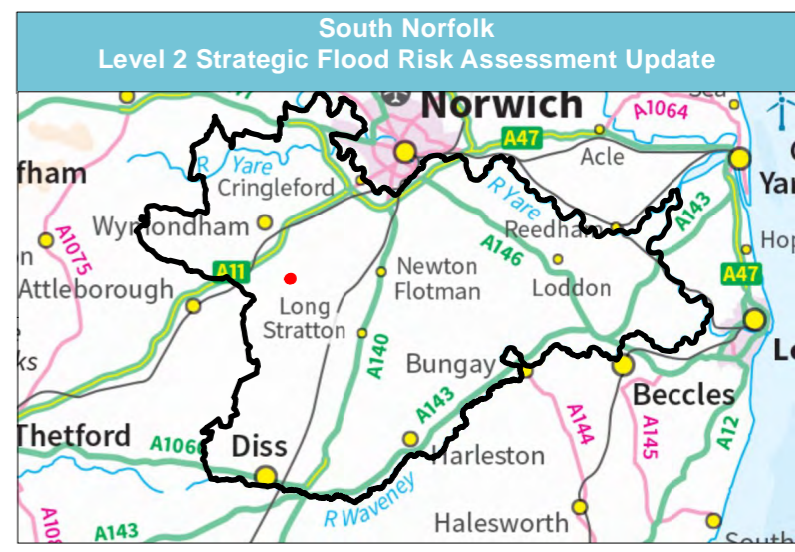 South Norfolk
Level 2 Strategic Flood Risk Assessment Update
Norwich
A1064
A47
Acle
R Yare
Cringleford
R Yare
A143
Wymondham
Reedham
A1075
A146
A11
Newton
Flotman
A47
Attleborough
Loddon
Long
Stratton
A140
Bungay
A143
Beccles
A12
Thetford
A1066
Diss
A144
A145
Harleston
R Waveney
A143
Halesworth